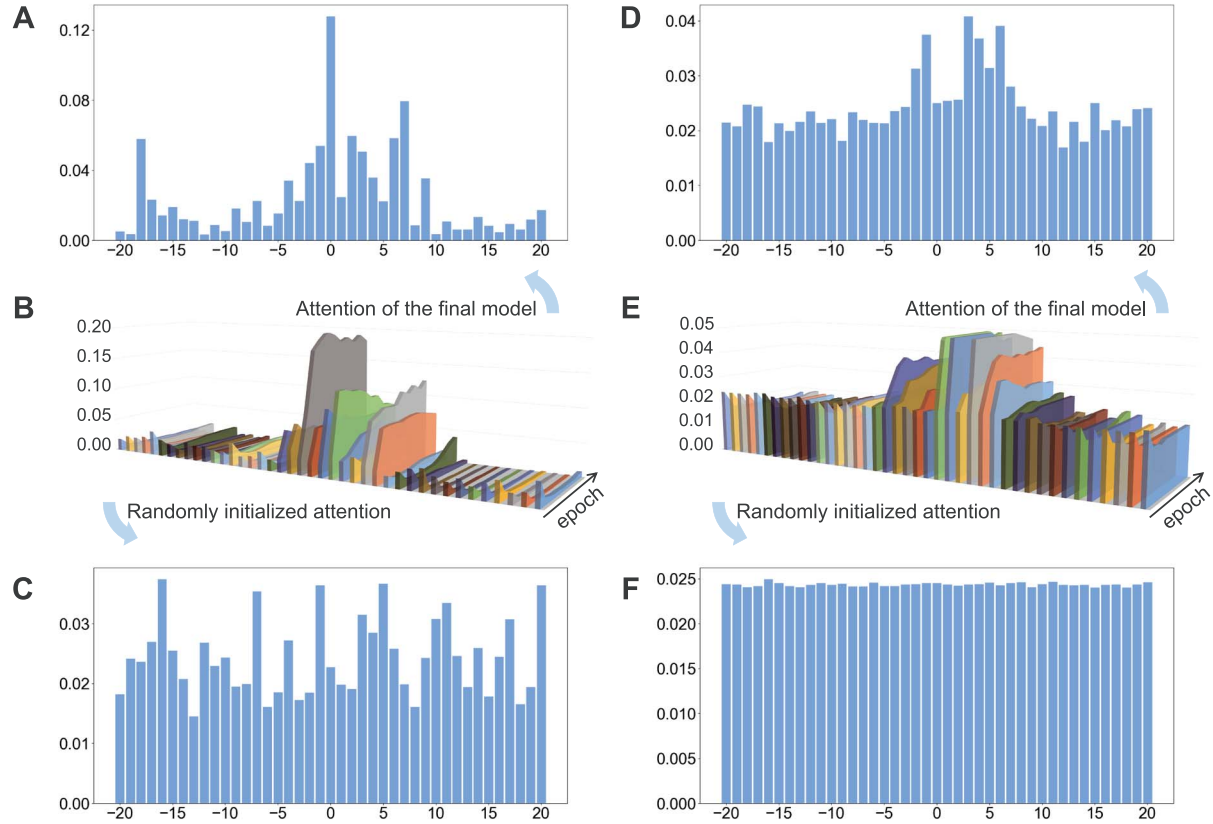 A
0.12
0.08
0.04
0.00
−20 −15 −10 −5 0 5 10 15 20
D
0.04
0.03
0.02
0.01
0.00
−20 −15 −10 −5 0 5 10 15 20
B
Attention of the final model
0.20
0.15
0.10
0.05
0.00
epoch
Randomly initialized attention
E
Attention of the final model
0.05
0.04
0.03
0.02
0.01
0.00
epoch
Randomly initialized attention
C
0.03
0.02
0.01
0.00
−20 −15 −10 −5 0 5 10 15 20
F
0.025
0.020
0.015
0.010
0.005
0.000
−20 −15 −10 −5 0 5 10 15 20